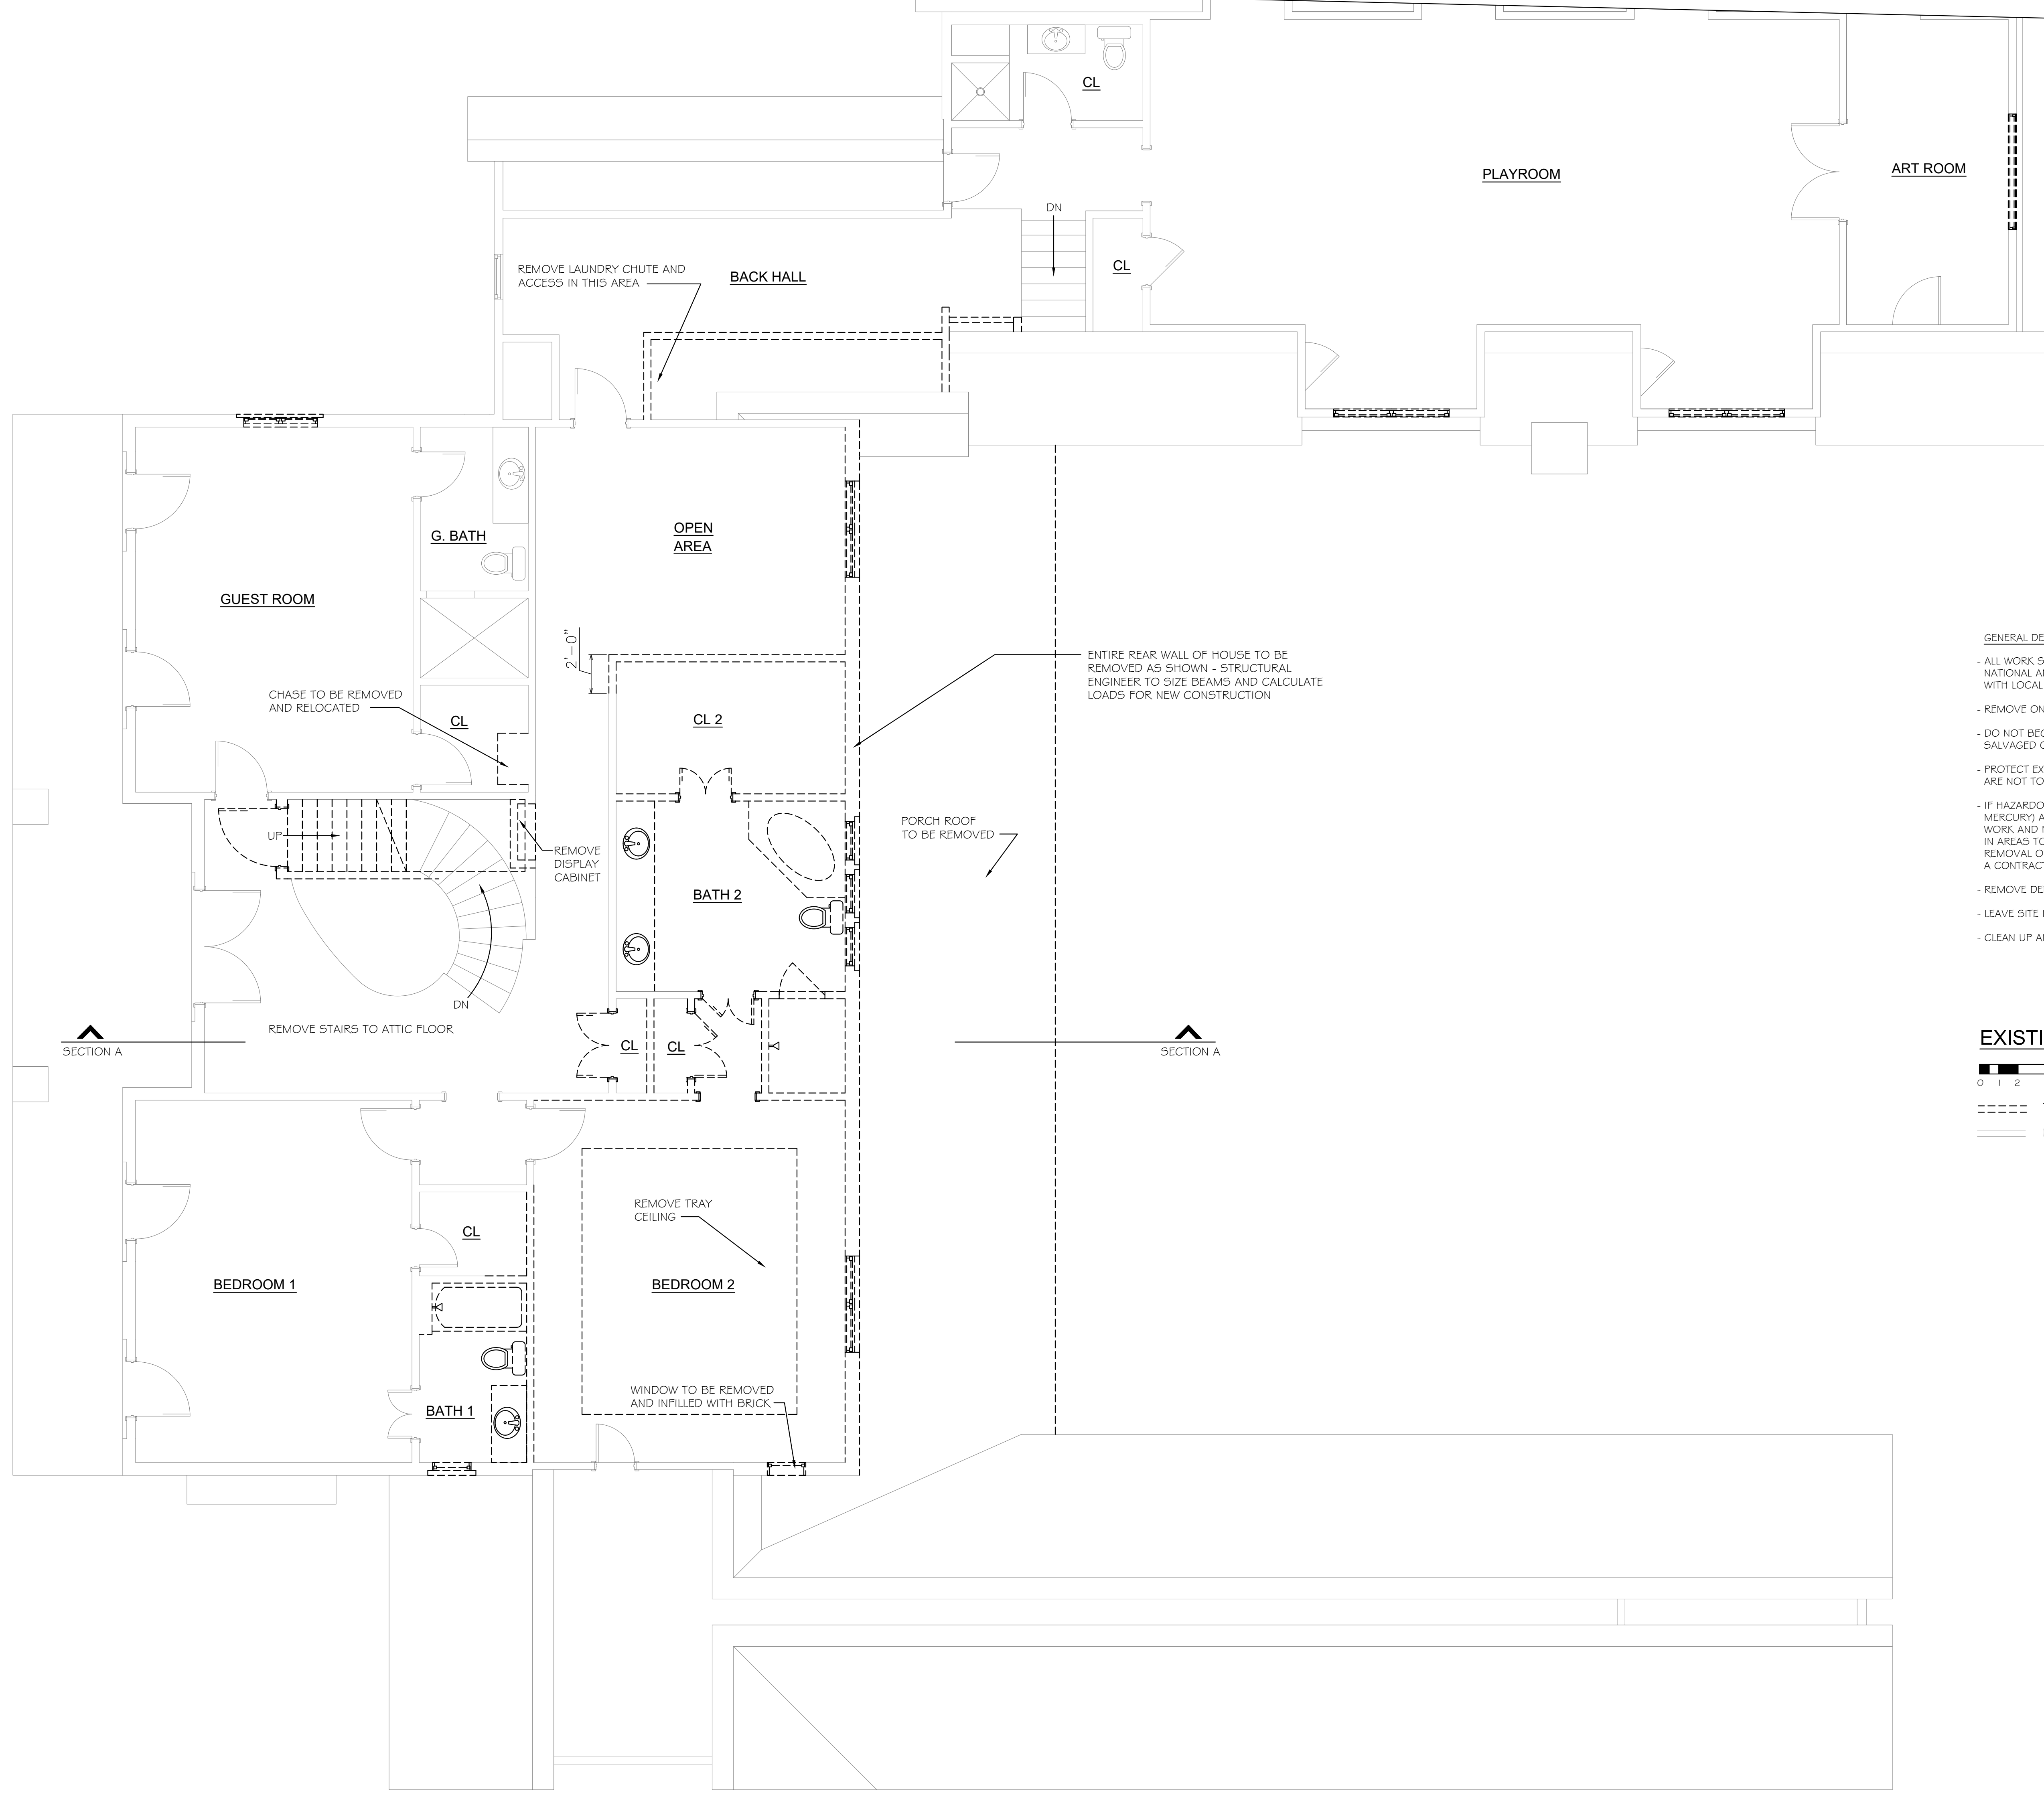 CL
PLAYROOM
ART ROOM
DN
CL
REMOVE LAUNDRY CHUTE AND
ACCESS IN THIS AREA
BACK HALL
OPEN
AREA
G. BATH
GUEST ROOM
2'-0"
ENTIRE REAR WALL OF HOUSE TO BE
REMOVED AS SHOWN - STRUCTURAL
ENGINEER TO SIZE BEAMS AND CALCULATE
LOADS FOR NEW CONSTRUCTION
CHASE TO BE REMOVED
AND RELOCATED
CL
CL 2
UP
REMOVE
DISPLAY
CABINET
BATH 2
PORCH ROOF
TO BE REMOVED
DN
REMOVE STAIRS TO ATTIC FLOOR
CL
CL
SECTION A
SECTION A
REMOVE TRAY
CEILING
CL
BEDROOM 1
BEDROOM 2
WINDOW TO BE REMOVED
AND INFILLED WITH BRICK
BATH 1
GENERAL DE
- ALL WORK S
NATIONAL A
WITH LOCAL
- REMOVE ON
- DO NOT BEG
SALVAGED O
- PROTECT EX
ARE NOT TO
- IF HAZARDO
MERCURY) A
WORK AND
IN AREAS TO
REMOVAL O
A CONTRACT
- REMOVE DE
- LEAVE SITE
- CLEAN UP A
EXISTI
0 1 2